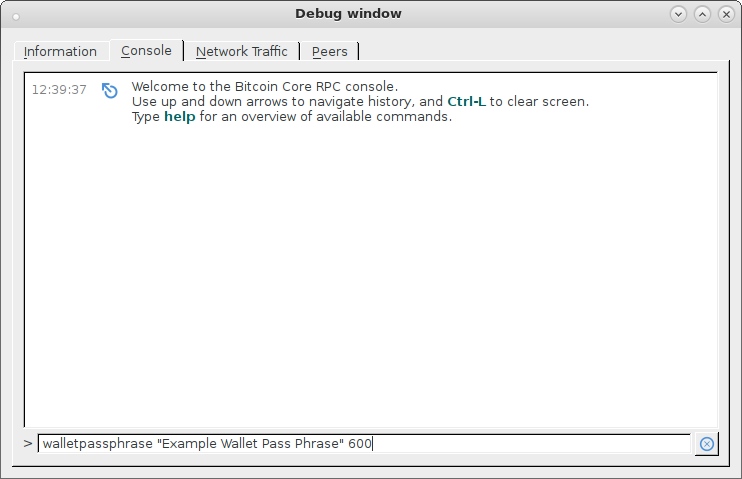 Debug window
Information Console Network Traffic Peers
12:39:37 Welcome to the Bitcoin Core RPC console.
Use up and down arrows to navigate history, and Ctrl-L to clear screen.
Type help for an overview of available commands.
> walletpassphrase "Example Wallet Pass Phrase" 600